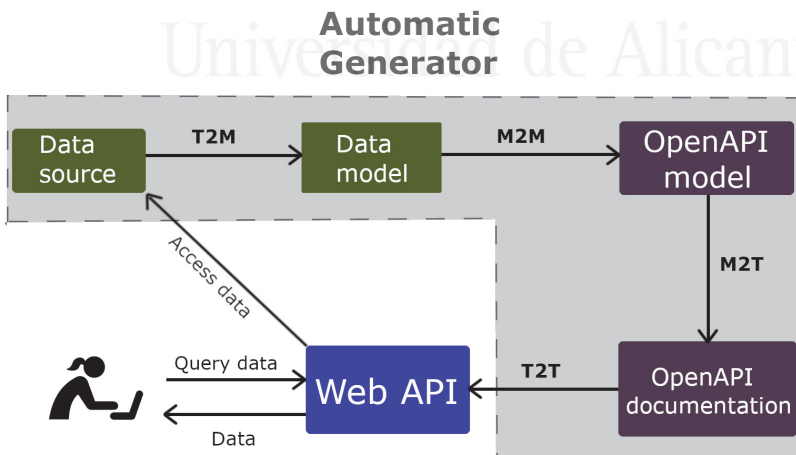 Universidad de Alican
Automatic
Generator
Data
source
T2M
Data
model
M2M
OpenAPI
model
Access data
M2T
Query data
Web API
T2T
OpenAPI
documentation
Data